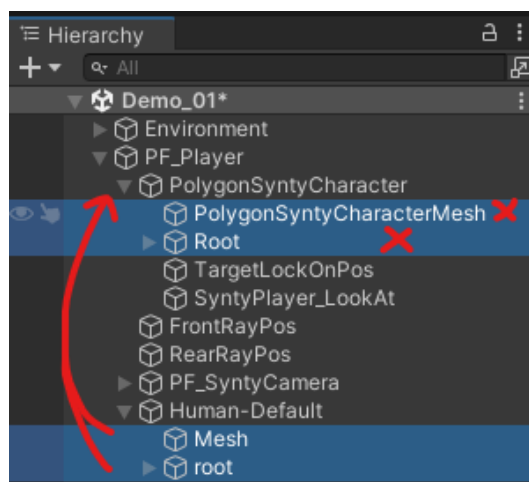 Hierarchy
All
Demo_01*
Environment
PF_Player
PolygonSyntyCharacter
PolygonSyntyCharacterMesh
Root
TargetLockOnPos
SyntyPlayer_LookAt
FrontRayPos
RearRayPos
PF_SyntyCamera
Human-Default
Mesh
root